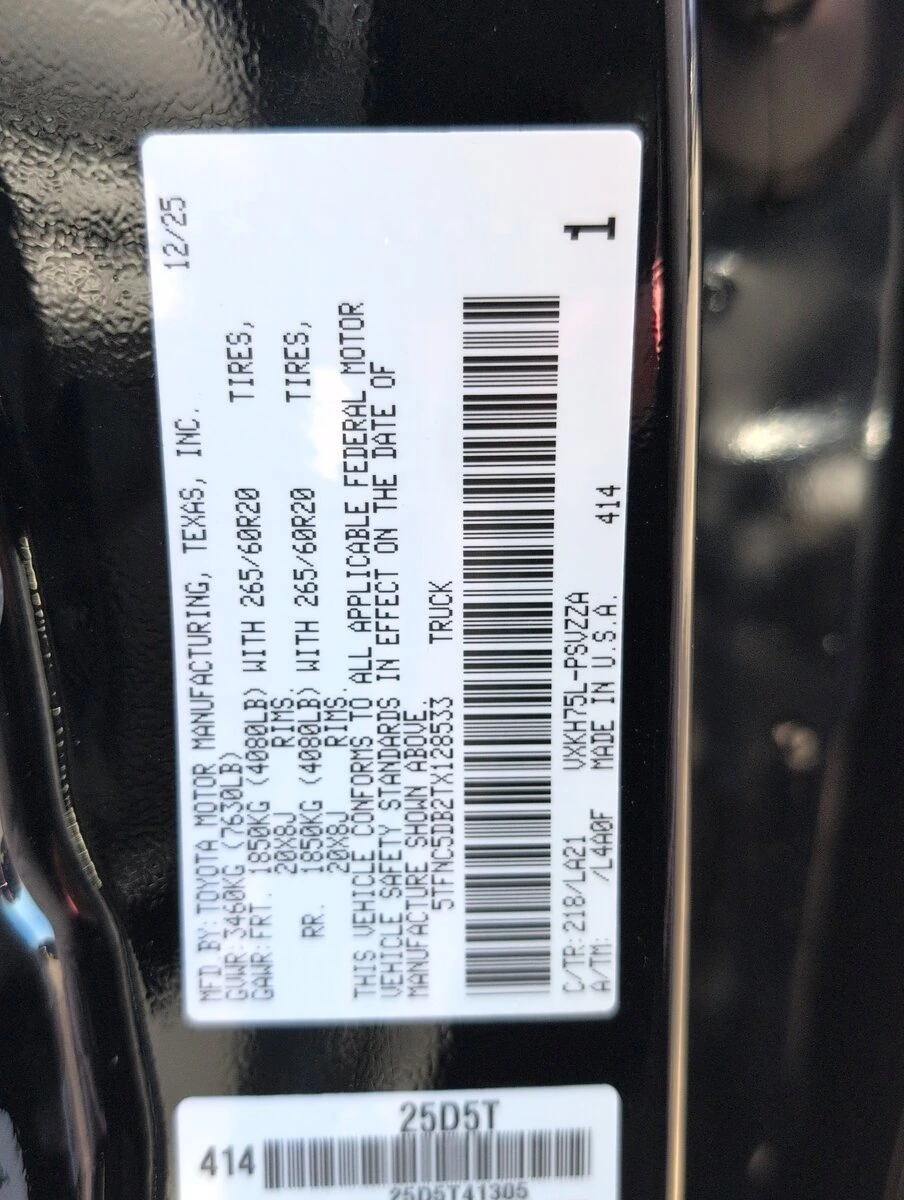 MFD. BY: TOYOTA MOTOR MANUFACTURING, TEXAS, INC. 12/25
GVWR: 3460KG (7630LB)
GAWR: FRT. 1850KG (4080LB) WITH 265/60R20 TIRES,
20X8J RIMS.
RR. 1850KG (4080LB) WITH 265/60R20 TIRES,
20X8J RIMS.
THIS VEHICLE CONFORMS TO ALL APPLICABLE FEDERAL MOTOR
VEHICLE SAFETY STANDARDS IN EFFECT ON THE DATE OF
MANUFACTURE SHOWN ABOVE.
5TFNC5DB2TX128533 TRUCK
1
C/TR: 218/LA21 VXKH75L-PSVZZA
A/TM: /L4A0F MADE IN U.S.A. 414
25D5T
414
25D5T41305